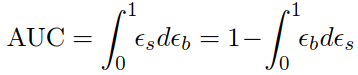 AUC = ∫₀¹ ϵ_s dϵ_b = 1 − ∫₀¹ ϵ_b dϵ_s